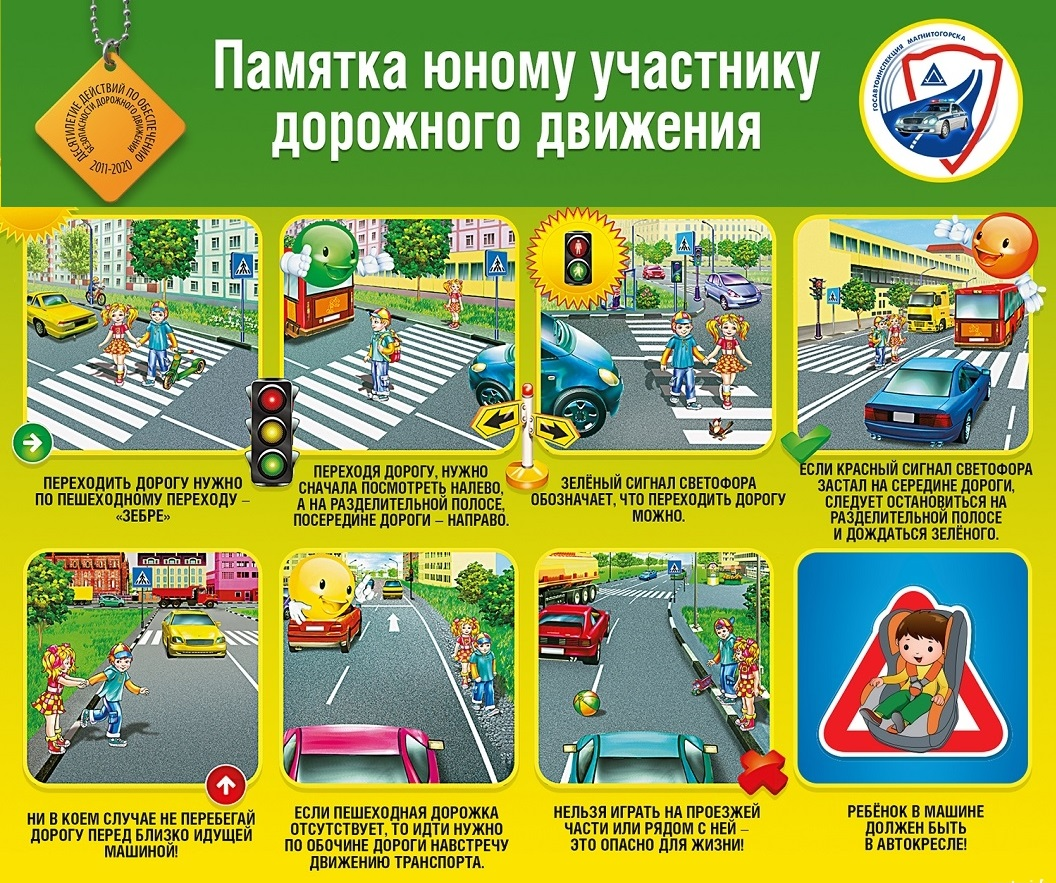 Памятка юному участнику
дорожного движения
ДЕСЯТИЛЕТИЕ ДЕЙСТВИЙ ПО ОБЕСПЕЧЕНИЮ
БЕЗОПАСНОСТИ ДОРОЖНОГО ДВИЖЕНИЯ
2011-2020
ГОСАВТОИНСПЕКЦИЯ МАГНИТОГОРСКА
ПЕРЕХОДИТЬ ДОРОГУ НУЖНО
ПО ПЕШЕХОДНОМУ ПЕРЕХОДУ –
«ЗЕБРЕ»
ПЕРЕХОДЯ ДОРОГУ, НУЖНО
СНАЧАЛА ПОСМОТРЕТЬ НАЛЕВО,
А НА РАЗДЕЛИТЕЛЬНОЙ ПОЛОСЕ,
ПОСЕРЕДИНЕ ДОРОГИ – НАПРАВО.
ЗЕЛЁНЫЙ СИГНАЛ СВЕТОФОРА
ОБОЗНАЧАЕТ, ЧТО ПЕРЕХОДИТЬ ДОРОГУ
МОЖНО.
ЕСЛИ КРАСНЫЙ СИГНАЛ СВЕТОФОРА
ЗАСТАЛ НА СЕРЕДИНЕ ДОРОГИ,
СЛЕДУЕТ ОСТАНОВИТЬСЯ НА
РАЗДЕЛИТЕЛЬНОЙ ПОЛОСЕ
И ДОЖДАТЬСЯ ЗЕЛЁНОГО.
НИ В КОЕМ СЛУЧАЕ НЕ ПЕРЕБЕГАЙ
ДОРОГУ ПЕРЕД БЛИЗКО ИДУЩЕЙ
МАШИНОЙ!
ЕСЛИ ПЕШЕХОДНАЯ ДОРОЖКА
ОТСУТСТВУЕТ, ТО ИДТИ НУЖНО
ПО ОБОЧИНЕ ДОРОГИ НАВСТРЕЧУ
ДВИЖЕНИЮ ТРАНСПОРТА.
НЕЛЬЗЯ ИГРАТЬ НА ПРОЕЗЖЕЙ
ЧАСТИ ИЛИ РЯДОМ С НЕЙ –
ЭТО ОПАСНО ДЛЯ ЖИЗНИ!
РЕБЁНОК В МАШИНЕ
ДОЛЖЕН БЫТЬ
В АВТОКРЕСЛЕ!